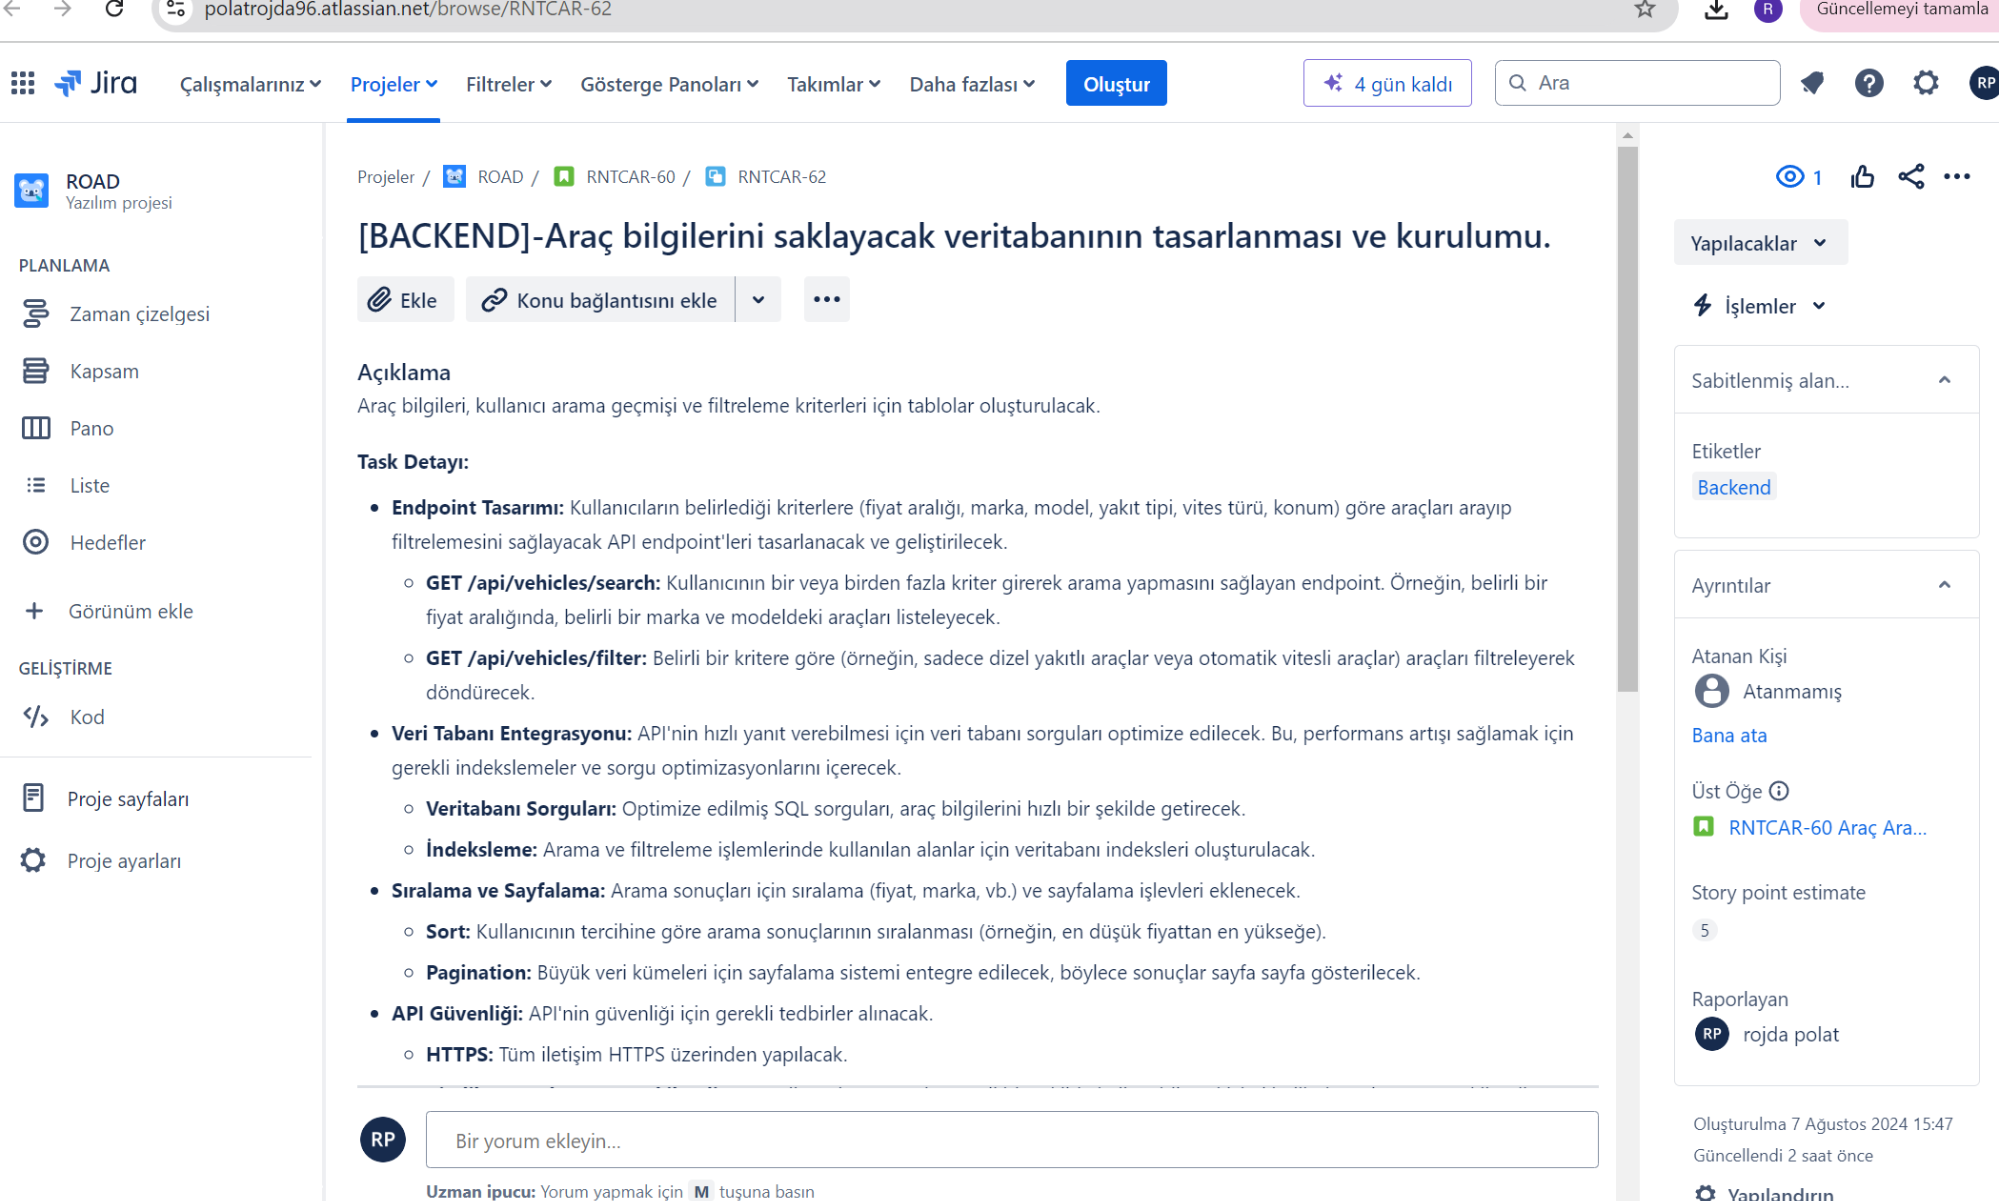 polatrojda96.atlassian.net/browse/RNTCAR-62
R
Güncellemeyi tamamla
Jira
Çalışmalarınız
Projeler
Filtreler
Gösterge Panoları
Takımlar
Daha fazlası
Oluştur
4 gün kaldı
Ara
RP
ROAD
Yazılım projesi
PLANLAMA
Zaman çizelgesi
Kapsam
Pano
Liste
Hedefler
Görünüm ekle
GELİŞTİRME
Kod
Proje sayfaları
Proje ayarları
Projeler / ROAD / RNTCAR-60 / RNTCAR-62
[BACKEND]-Araç bilgilerini saklayacak veritabanının tasarlanması ve kurulumu.
Ekle
Konu bağlantısını ekle
Açıklama
Araç bilgileri, kullanıcı arama geçmişi ve filtreleme kriterleri için tablolar oluşturulacak.
Task Detayı:
Endpoint Tasarımı: Kullanıcıların belirlediği kriterlere (fiyat aralığı, marka, model, yakıt tipi, vites türü, konum) göre araçları arayıp
filtrelemesini sağlayacak API endpoint'leri tasarlanacak ve geliştirilecek.
GET /api/vehicles/search: Kullanıcının bir veya birden fazla kriter girerek arama yapmasını sağlayan endpoint. Örneğin, belirli bir
fiyat aralığında, belirli bir marka ve modeldeki araçları listeleyecek.
GET /api/vehicles/filter: Belirli bir kritere göre (örneğin, sadece dizel yakıtlı araçlar veya otomatik vitesli araçlar) araçları filtreleyerek
döndürecek.
Veri Tabanı Entegrasyonu: API'nin hızlı yanıt verebilmesi için veri tabanı sorguları optimize edilecek. Bu, performans artışı sağlamak için
gerekli indekslemeler ve sorgu optimizasyonlarını içerecek.
Veritabanı Sorguları: Optimize edilmiş SQL sorguları, araç bilgilerini hızlı bir şekilde getirecek.
İndeksleme: Arama ve filtreleme işlemlerinde kullanılan alanlar için veritabanı indeksleri oluşturulacak.
Sıralama ve Sayfalama: Arama sonuçları için sıralama (fiyat, marka, vb.) ve sayfalama işlevleri eklenecek.
Sort: Kullanıcının tercihine göre arama sonuçlarının sıralanması (örneğin, en düşük fiyattan en yükseğe).
Pagination: Büyük veri kümeleri için sayfalama sistemi entegre edilecek, böylece sonuçlar sayfa sayfa gösterilecek.
API Güvenliği: API'nin güvenliği için gerekli tedbirler alınacak.
HTTPS: Tüm iletişim HTTPS üzerinden yapılacak.
RP
Bir yorum ekleyin...
Uzman ipucu: Yorum yapmak için M tuşuna basın
1
Yapılacaklar
İşlemler
Sabitlenmiş alan...
Etiketler
Backend
Ayrıntılar
Atanan Kişi
Atanmamış
Bana ata
Üst Öğe
RNTCAR-60 Araç Ara...
Story point estimate
5
Raporlayan
RP rojda polat
Oluşturulma 7 Ağustos 2024 15:47
Güncellendi 2 saat önce
Yapılandırın